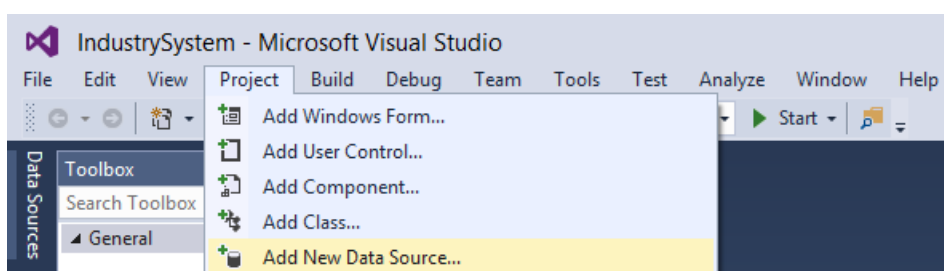 IndustrySystem - Microsoft Visual Studio
File Edit View Project Build Debug Team Tools Test Analyze Window Help
Add Windows Form...
Start
Add User Control...
Add Component...
Add Class...
Add New Data Source...
Data Sources
Toolbox
Search Toolbox
General